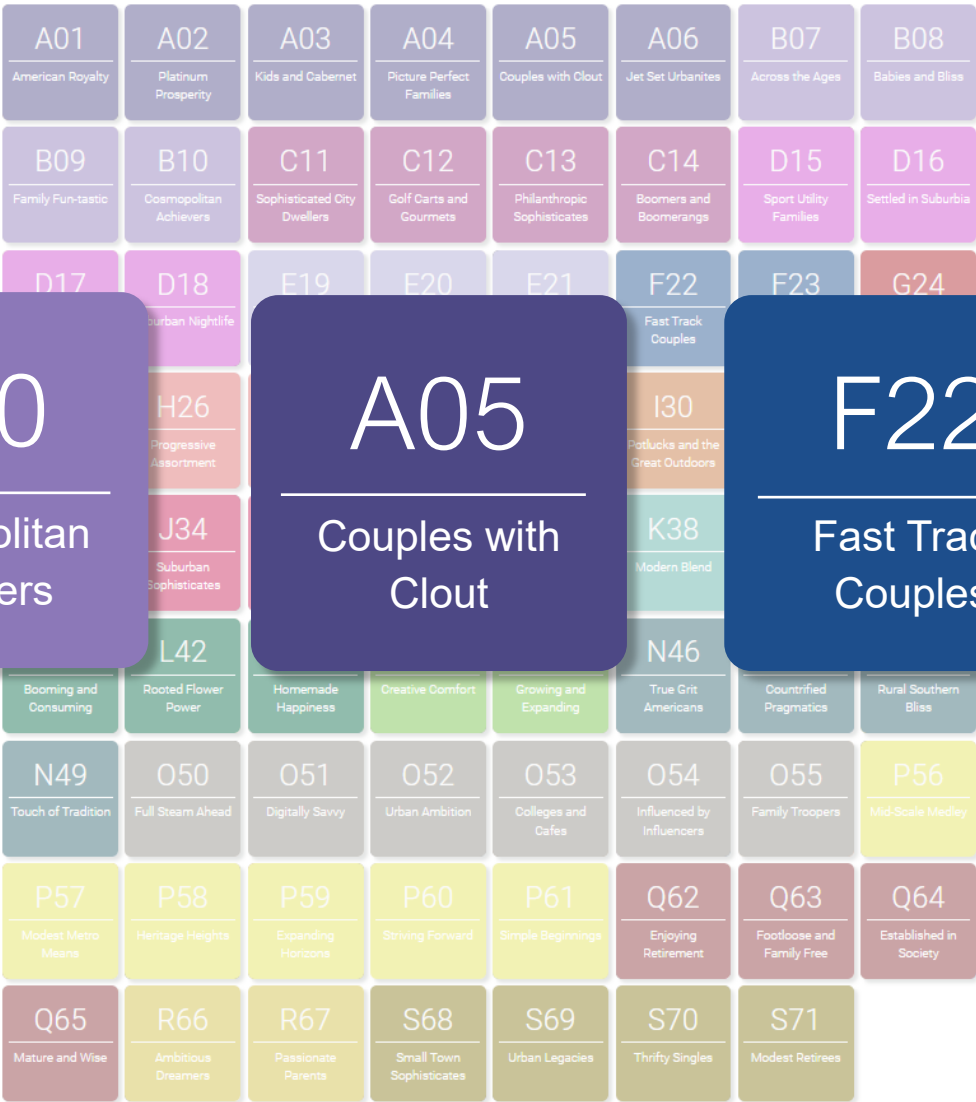 A01
American Royalty
A02
Platinum
Prosperity
A03
Kids and Cabernet
A04
Picture Perfect
Families
A05
Couples with Clout
A06
Jet Set Urbanites
B07
Across the Ages
B08
Babies and Bliss
B09
Family Fun-tastic
B10
Cosmopolitan
Achievers
C11
Sophisticated City
Dwellers
C12
Golf Carts and
Gourmets
C13
Philanthropic
Sophisticates
C14
Boomers and
Boomerangs
D15
Sport Utility
Families
D16
Settled in Suburbia
D17
D18
urban Nightlife
E19
E20
E21
F22
Fast Track
Couples
F23
G24
0
olitan
ers
H26
Progressive
Assortment
A05
Couples with
Clout
I30
Potlucks and the
Great Outdoors
F22
Fast Trac
Couples
J34
Suburban
Sophisticates
K38
Modern Blend
Booming and
Consuming
L42
Rooted Flower
Power
Homemade
Happiness
Creative Comfort
Growing and
Expanding
N46
True Grit
Americans
Countrified
Pragmatics
Rural Southern
Bliss
N49
Touch of Tradition
O50
Full Steam Ahead
O51
Digitally Savvy
O52
Urban Ambition
O53
Colleges and
Cafes
O54
Influenced by
Influencers
O55
Family Troopers
P56
Mid-Scale Medley
P57
Modest Metro
Means
P58
Heritage Heights
P59
Expanding
Horizons
P60
Striving Forward
P61
Simple Beginnings
Q62
Enjoying
Retirement
Q63
Footloose and
Family Free
Q64
Established in
Society
Q65
Mature and Wise
R66
Ambitious
Dreamers
R67
Passionate
Parents
S68
Small Town
Sophisticates
S69
Urban Legacies
S70
Thrifty Singles
S71
Modest Retirees